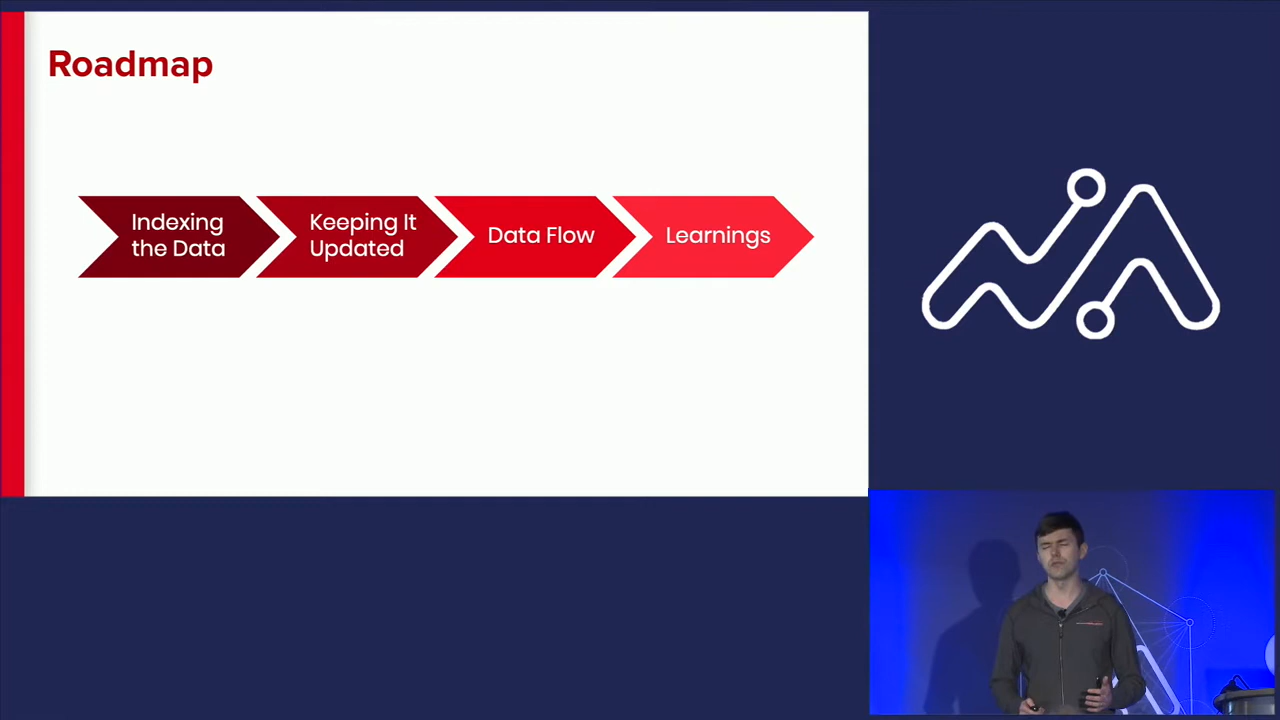 Roadmap
Indexing
the Data
Keeping It
Updated
Data Flow
Learnings